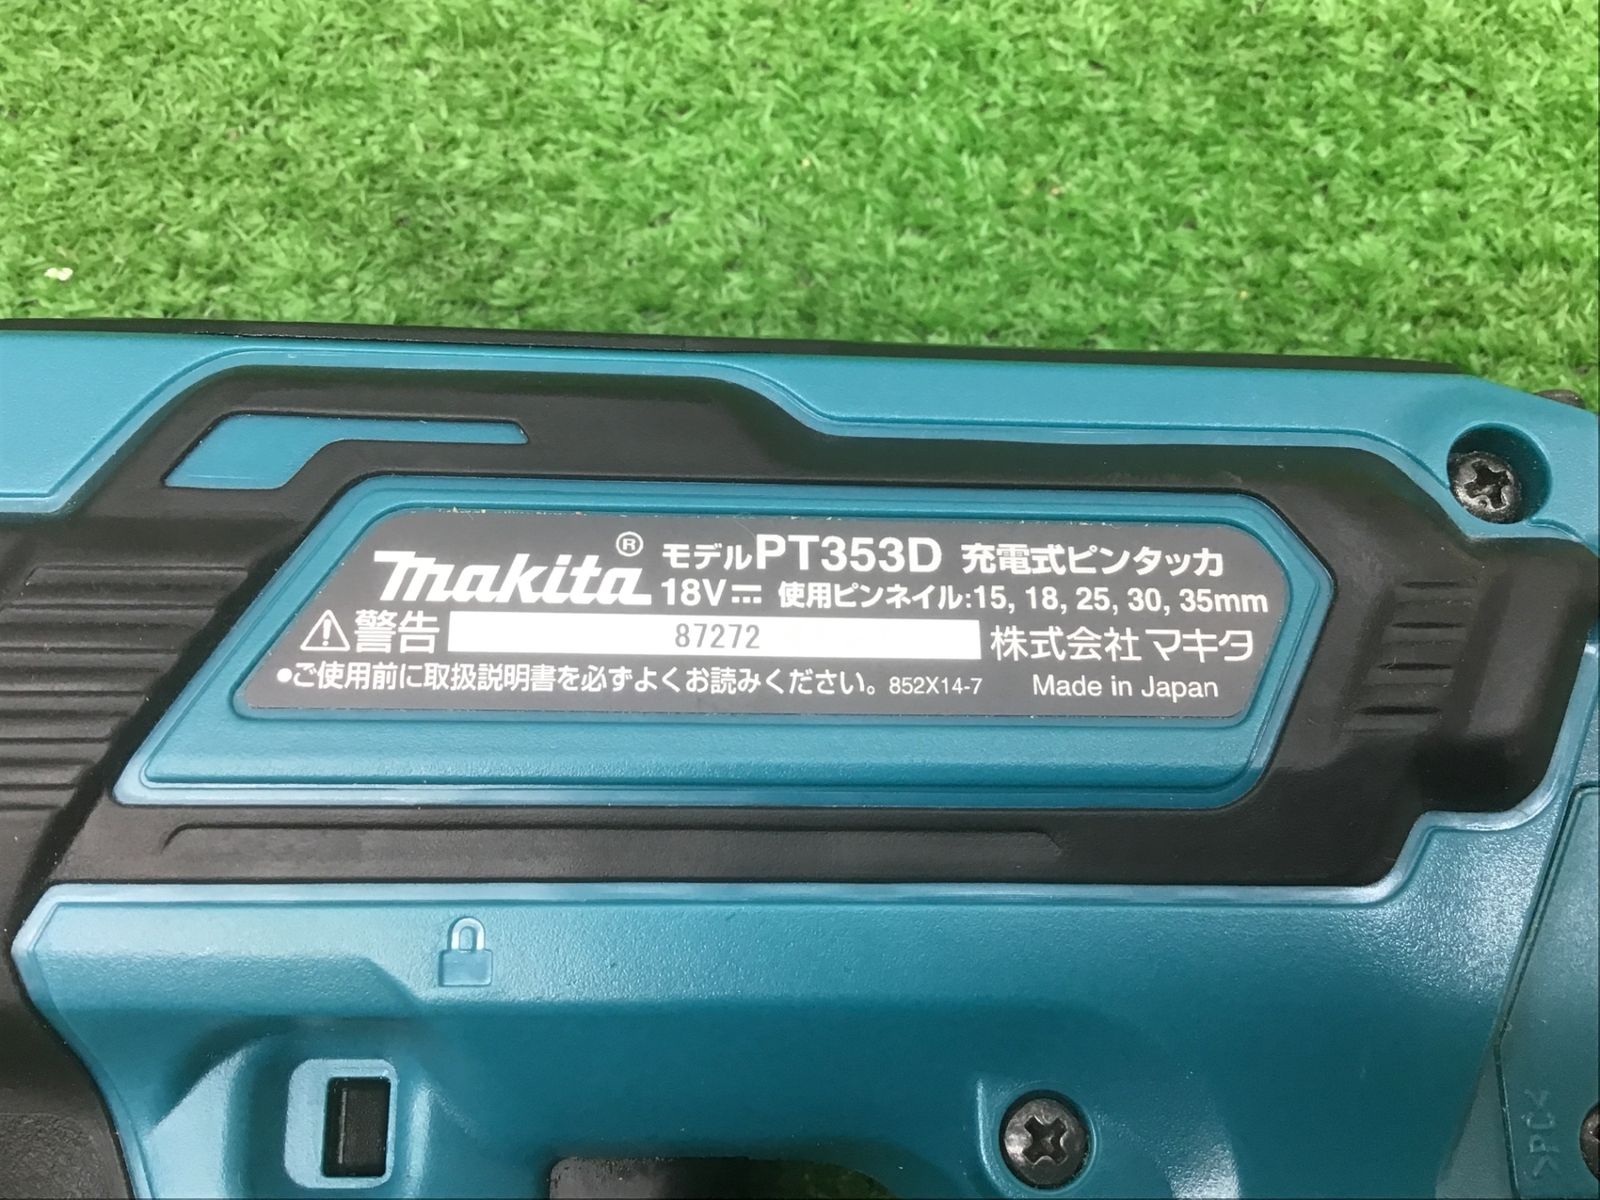 makita® モデルPT353D 充電式ピンタッカ
18V⎓ 使用ピンネイル:15, 18, 25, 30, 35mm
⚠警告 87272 株式会社マキタ
●ご使用前に取扱説明書を必ずよくお読みください。 852X14-7 Made in Japan
>PC<